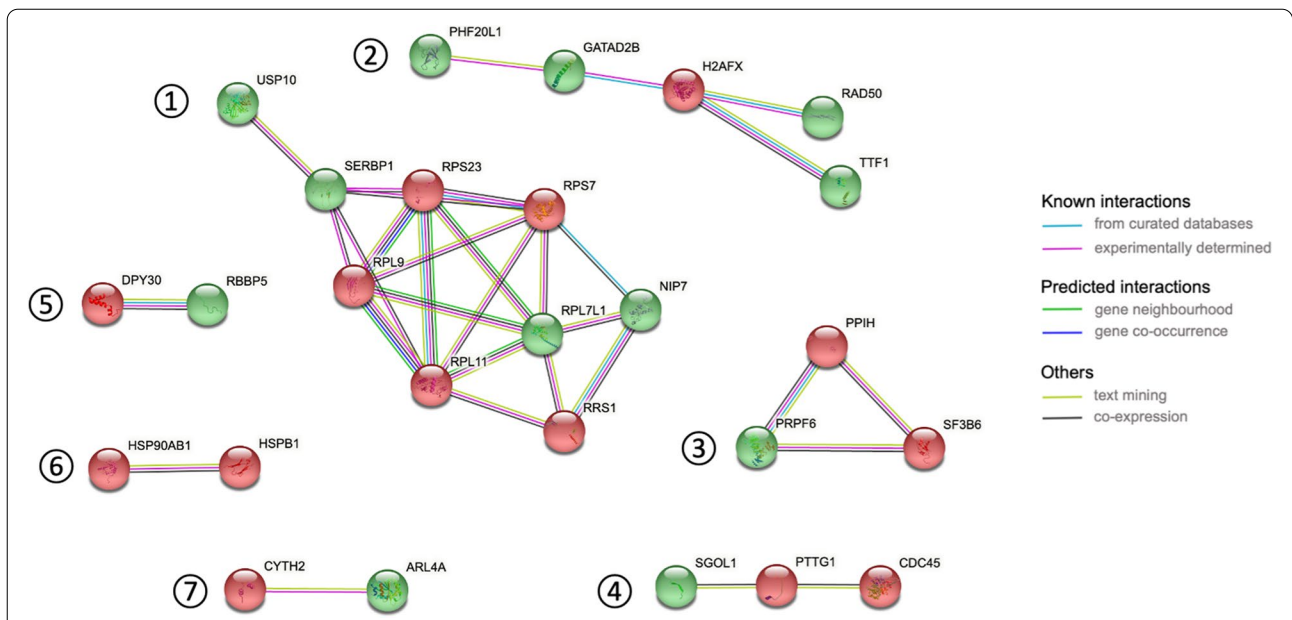 ①
USP10
SERBP1
RPS23
RPS7
RPL9
RPL7L1
NIP7
RPL11
RRS1
②
PHF20L1
GATAD2B
H2AFX
RAD50
TTF1
③
PPIH
PRPF6
SF3B6
④
SGOL1
PTTG1
CDC45
⑤
DPY30
RBBP5
⑥
HSP90AB1
HSPB1
⑦
CYTH2
ARL4A
Known interactions
from curated databases
experimentally determined
Predicted interactions
gene neighbourhood
gene co-occurrence
Others
text mining
co-expression